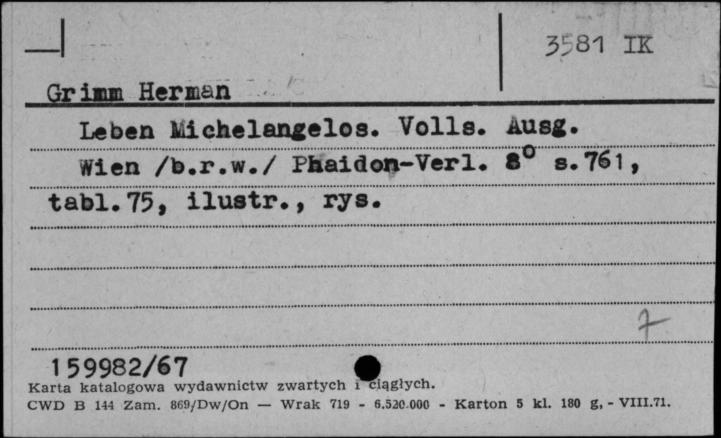 3581 IK
Grimm Herman
Leben Michelangelos. Volls. Ausg.
Wien /b.r.w./ Phaidon-Verl. 8° s.761,
tabl.75, ilustr., rys.
7
159982/67
Karta katalogowa wydawnictw zwartych i ciągłych.
CWD B 144 Zam. 869/Dw/On — Wrak 719 - 6.520.000 - Karton 5 kl. 180 g, - VIII.71.